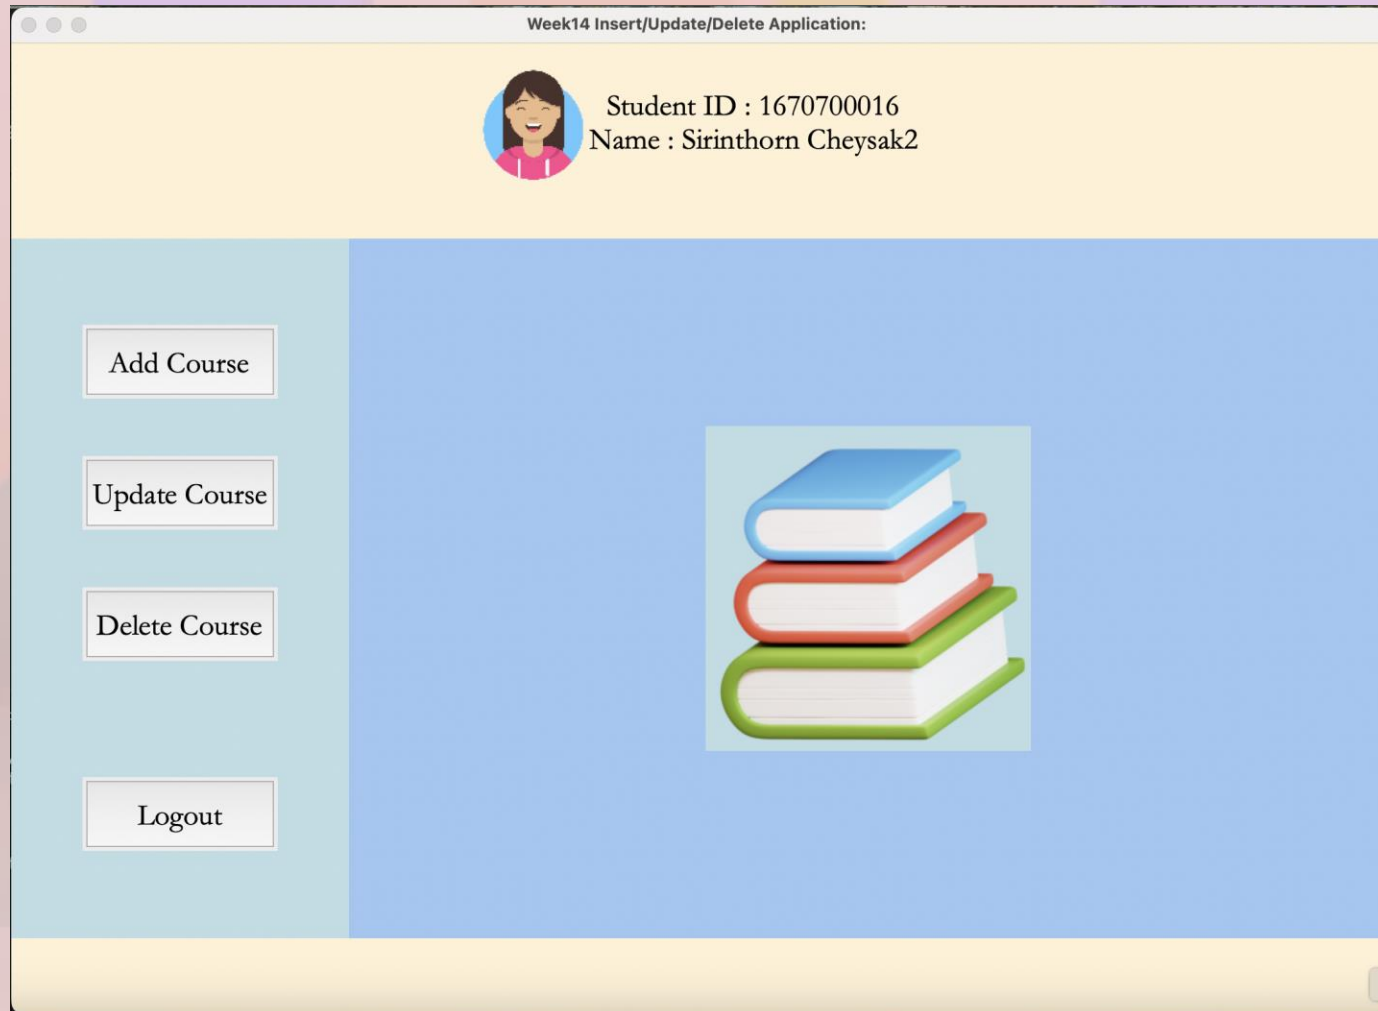 Week14 Insert/Update/Delete Application:
Student ID : 1670700016
Name : Sirinthorn Cheysak2
Add Course
Update Course
Delete Course
Logout